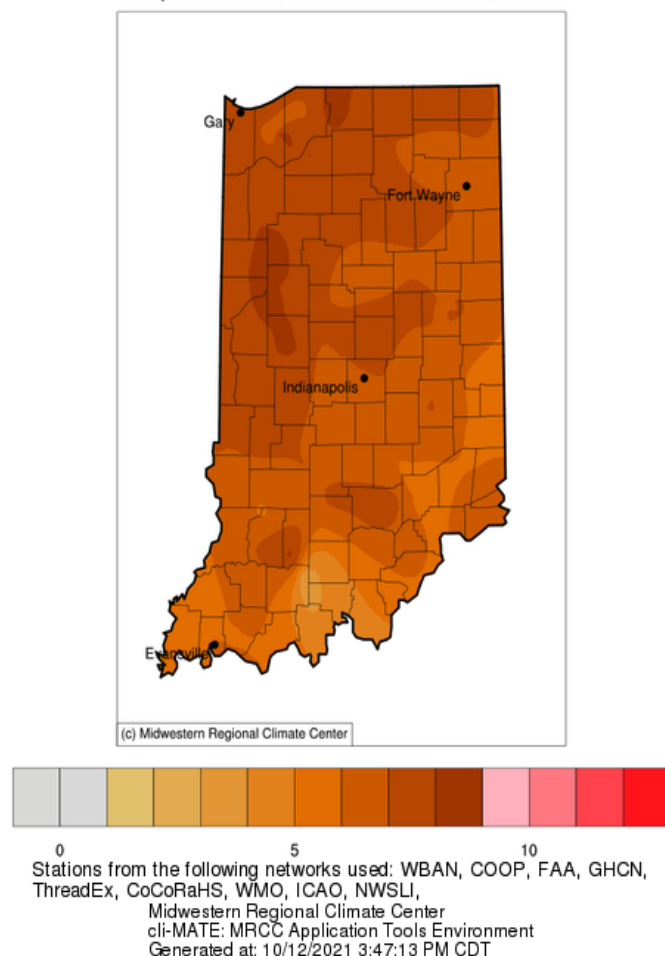 Gary
Fort Wayne
Indianapolis
Evansville
(c) Midwestern Regional Climate Center
0 5 10
Stations from the following networks used: WBAN, COOP, FAA, GHCN,
ThreadEx, CoCoRaHS, WMO, ICAO, NWSLI,
Midwestern Regional Climate Center
cli-MATE: MRCC Application Tools Environment
Generated at: 10/12/2021 3:47:13 PM CDT